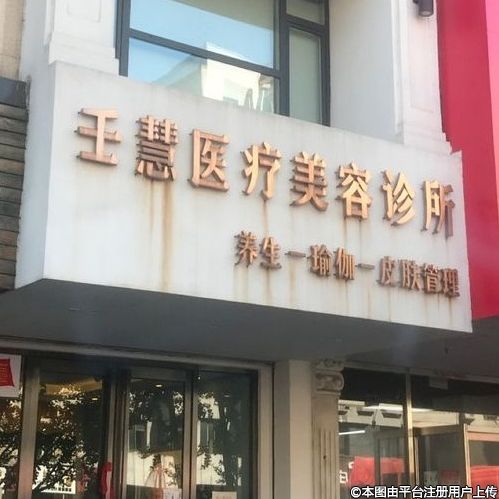 壬慧医疗美容诊所
养生－瑜伽－皮肤管理
©本图由平台注册用户上传